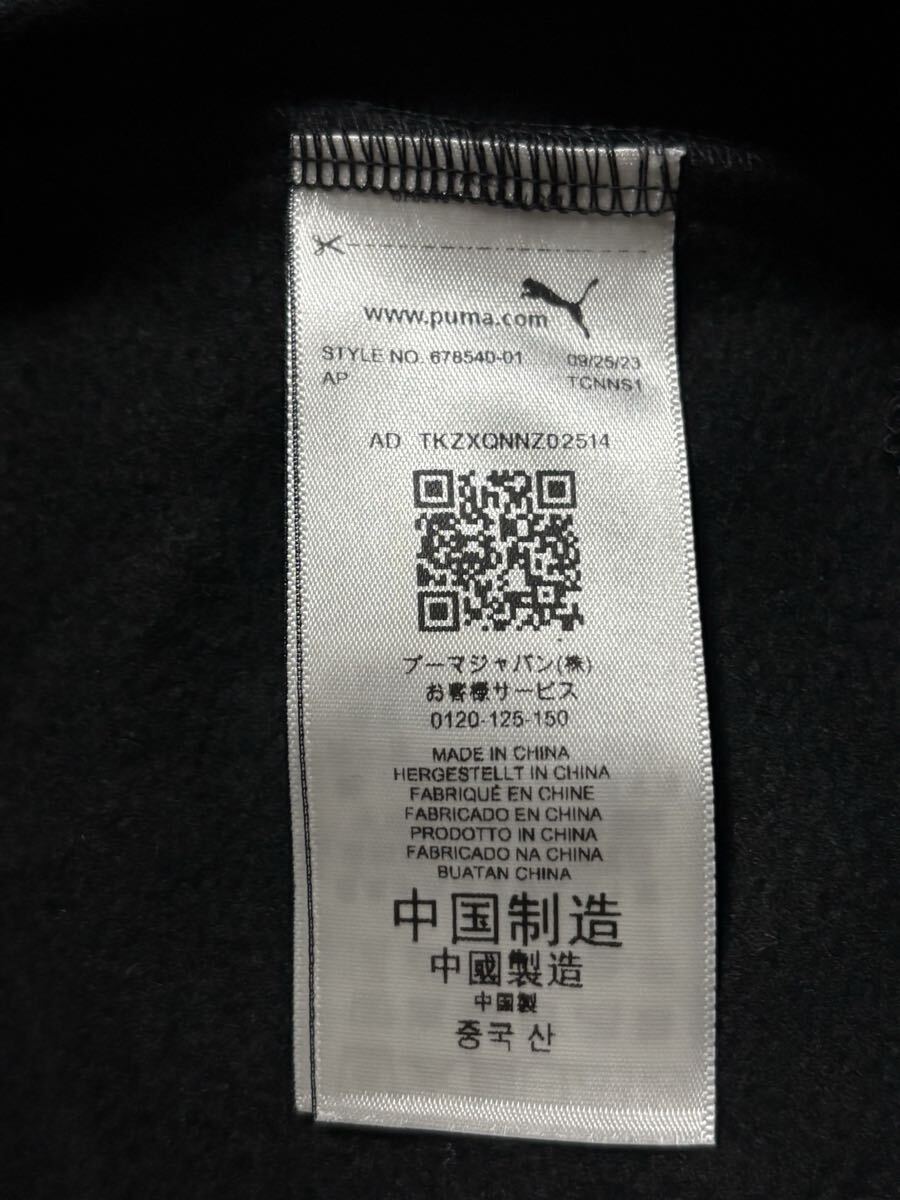 www.puma.com
STYLE NO. 678540-01 09/25/23
AP TCNNS1
AD TKZXQNNZ02514
プーマジャパン(株)
お客様サービス
0120-125-150
MADE IN CHINA
HERGESTELLT IN CHINA
FABRIQUÉ EN CHINE
FABRICADO EN CHINA
PRODOTTO IN CHINA
FABRICADO NA CHINA
BUATAN CHINA
中国制造
中國製造
中国製
중국 산